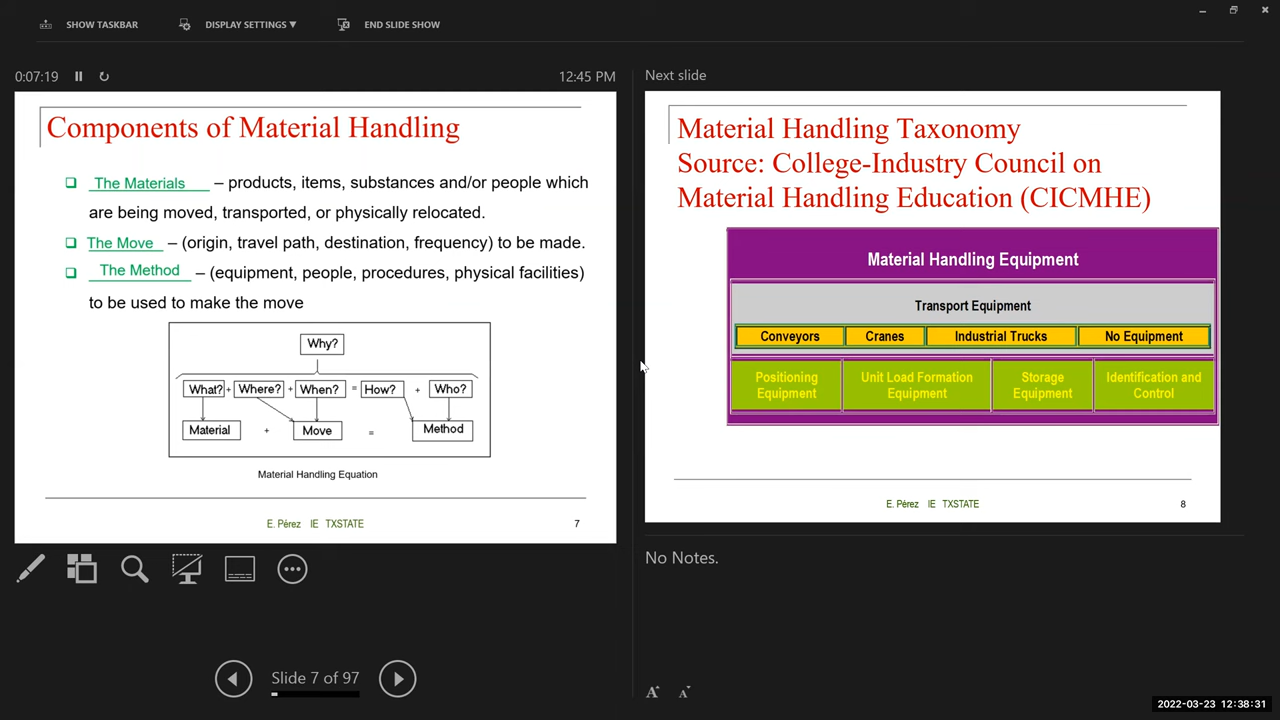 SHOW TASKBAR
DISPLAY SETTINGS ▼
END SLIDE SHOW
0:07:19
12:45 PM
Components of Material Handling
The Materials – products, items, substances and/or people which
are being moved, transported, or physically relocated.
The Move – (origin, travel path, destination, frequency) to be made.
The Method – (equipment, people, procedures, physical facilities)
to be used to make the move
Why?
What? + Where? + When? = How? + Who?
Material + Move = Method
Material Handling Equation
E. Pérez IE TXSTATE
7
Next slide
Material Handling Taxonomy
Source: College-Industry Council on
Material Handling Education (CICMHE)
Material Handling Equipment
Transport Equipment
Conveyors
Cranes
Industrial Trucks
No Equipment
Positioning
Equipment
Unit Load Formation
Equipment
Storage
Equipment
Identification and
Control
E. Pérez IE TXSTATE
8
No Notes.
Slide 7 of 97
A A
2022-03-23 12:38:31